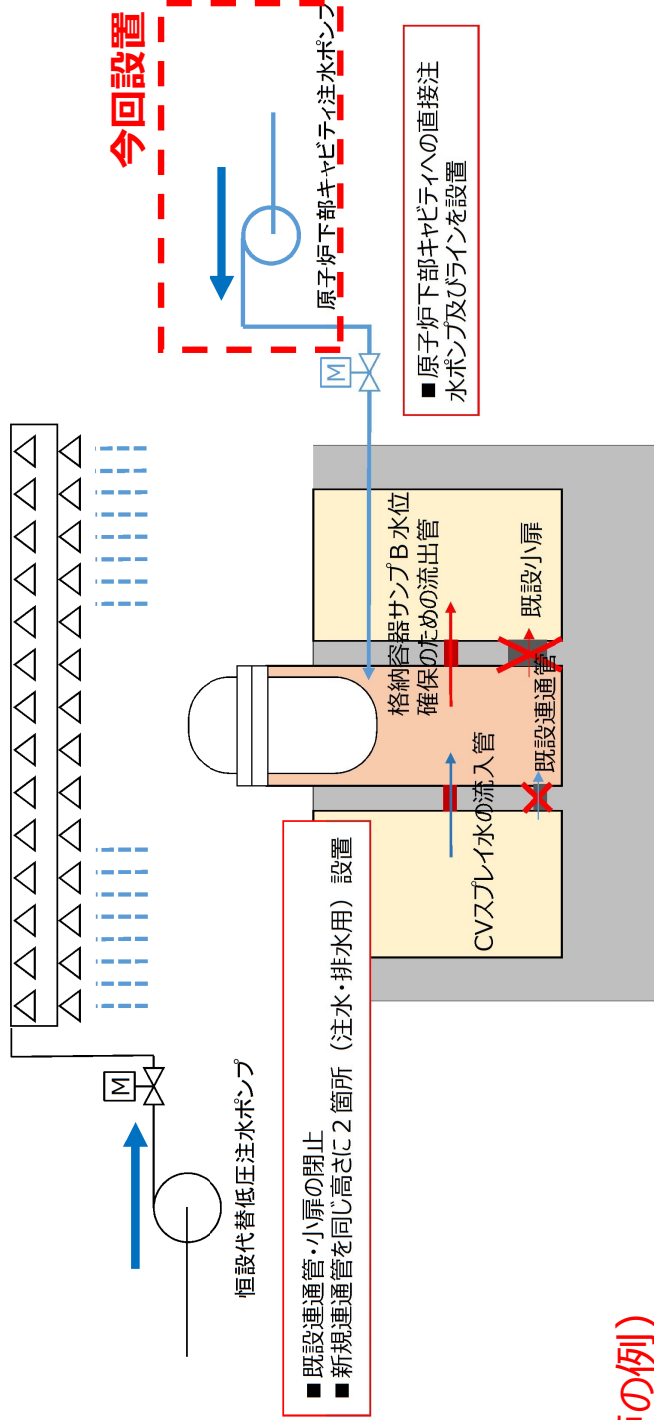 今回設置
原子炉下部キャビティ注水ポンプ
M
■原子炉下部キャビティへの直接注
水ポンプ及びラインを設置
M
恒設代替低圧注水ポンプ
■既設連通管・小扉の閉止
■新規連通管を同じ高さに2箇所（注水・排水用）設置
格納容器サンプB水位
確保のための流出管
既設小扉
既設連通管
CVスプレイ水の流入管
の例）